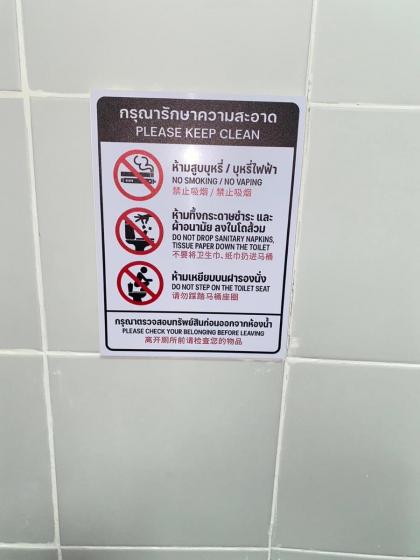 กรุณารักษาความสะอาด
PLEASE KEEP CLEAN
ห้ามสูบบุหรี่ / บุหรี่ไฟฟ้า
NO SMOKING / NO VAPING
禁止吸烟 / 禁止吸烟
ห้ามทิ้งกระดาษชำระ และ
ผ้าอนามัย ลงในโถส้วม
DO NOT DROP SANITARY NAPKINS,
TISSUE PAPER DOWN THE TOILET
不要将卫生巾、纸巾扔进马桶
ห้ามเหยียบบนฝารองนั่ง
DO NOT STEP ON THE TOILET SEAT
请勿踩踏马桶座圈
กรุณาตรวจสอบทรัพย์สินก่อนออกจากห้องน้ำ
PLEASE CHECK YOUR BELONGING BEFORE LEAVING
离开厕所前请检查您的物品